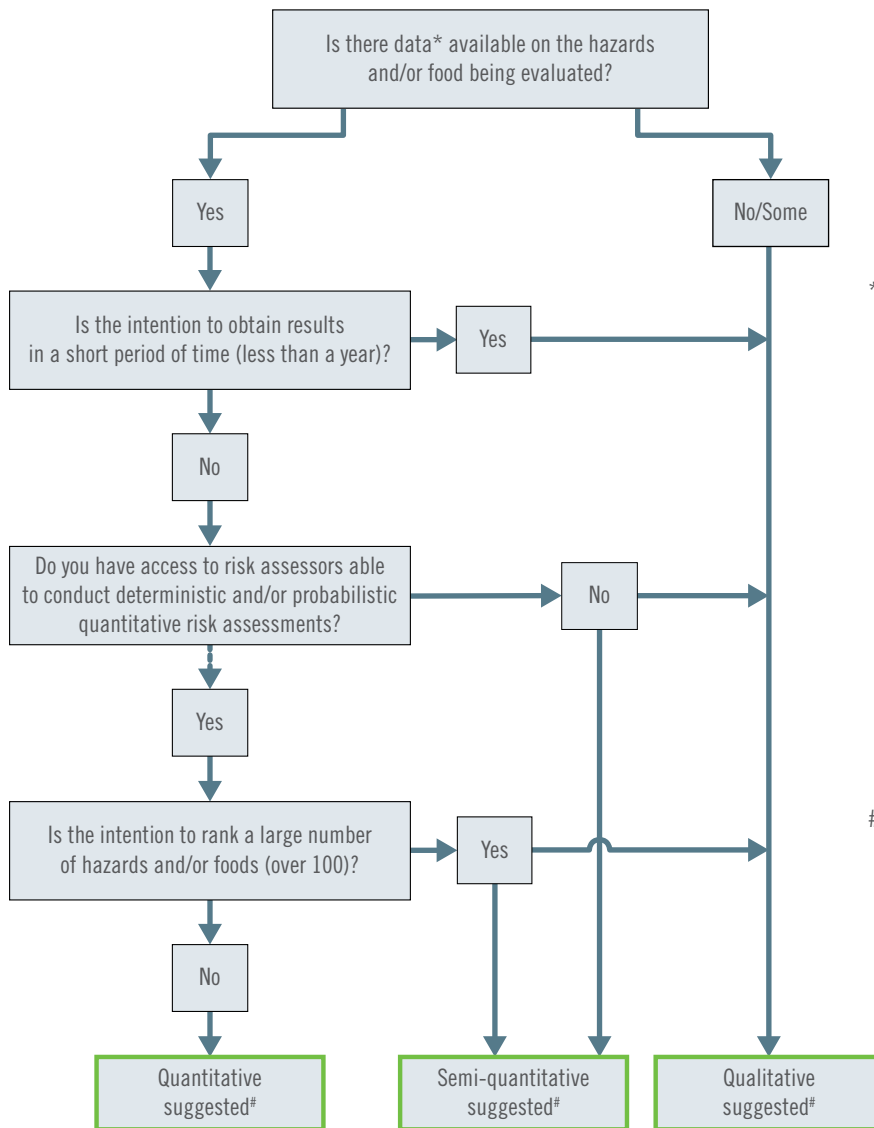 Is there data* available on the hazards
and/or food being evaluated?
Yes
No/Some
*
Is the intention to obtain results
in a short period of time (less than a year)?
Yes
No
Do you have access to risk assessors able
to conduct deterministic and/or probabilistic
quantitative risk assessments?
No
Yes
#
Is the intention to rank a large number
of hazards and/or foods (over 100)?
Yes
No
Quantitative
suggested#
Semi-quantitative
suggested#
Qualitative
suggested#